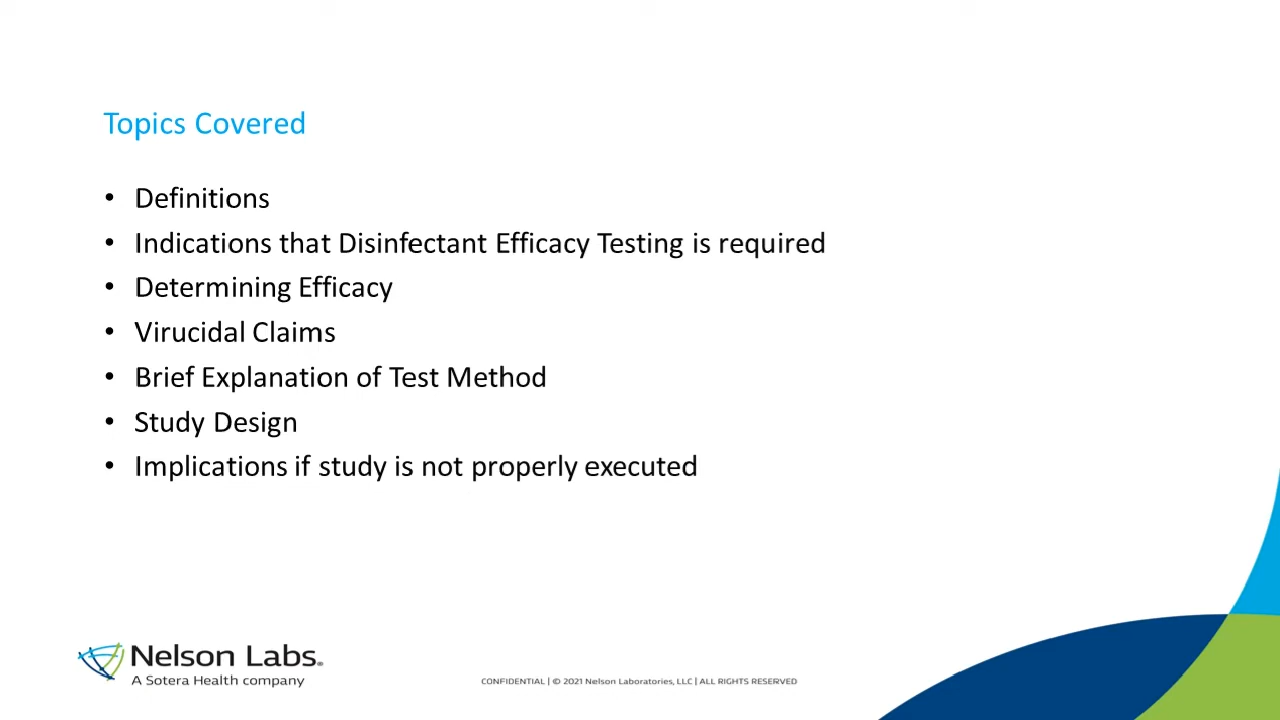 Topics Covered
• Definitions
• Indications that Disinfectant Efficacy Testing is required
• Determining Efficacy
• Virucidal Claims
• Brief Explanation of Test Method
• Study Design
• Implications if study is not properly executed
Nelson Labs®
A Sotera Health company
CONFIDENTIAL | © 2021 Nelson Laboratories, LLC | ALL RIGHTS RESERVED